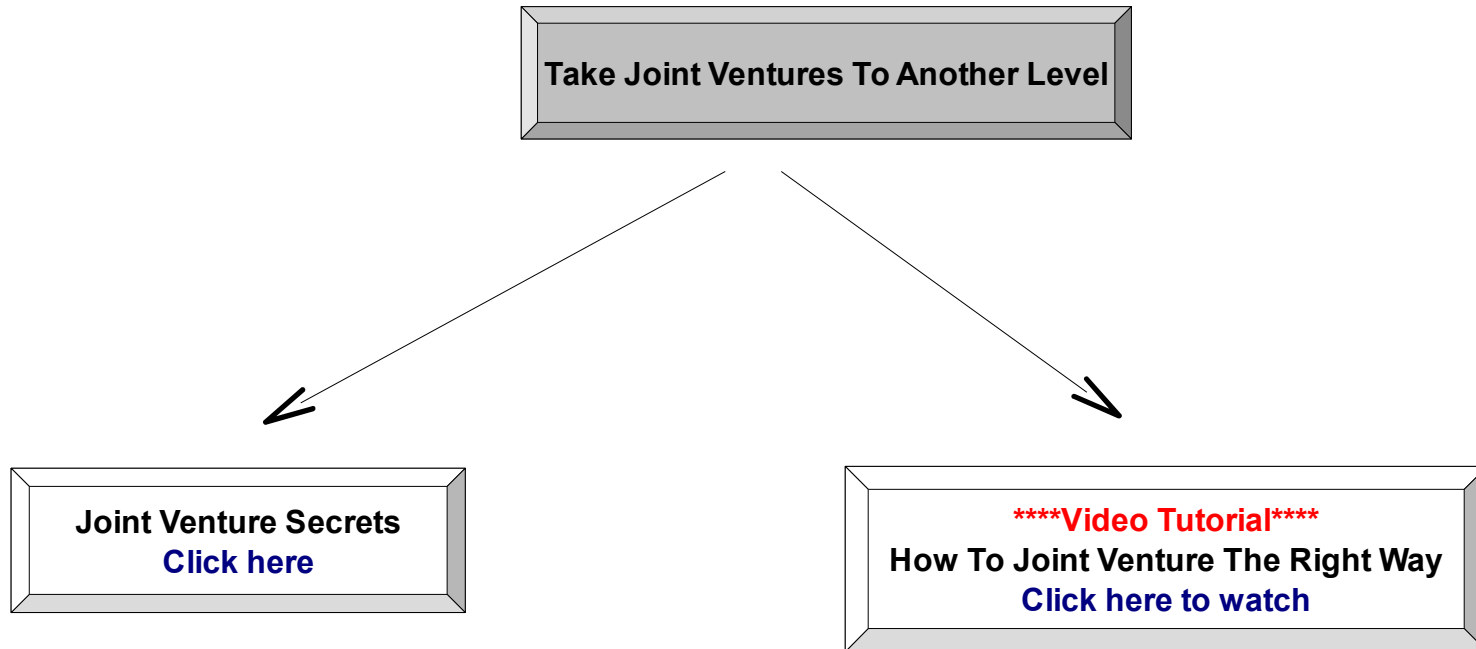 Take Joint Ventures To Another Level
Joint Venture Secrets
Click here
****Video Tutorial****
How To Joint Venture The Right Way
Click here to watch